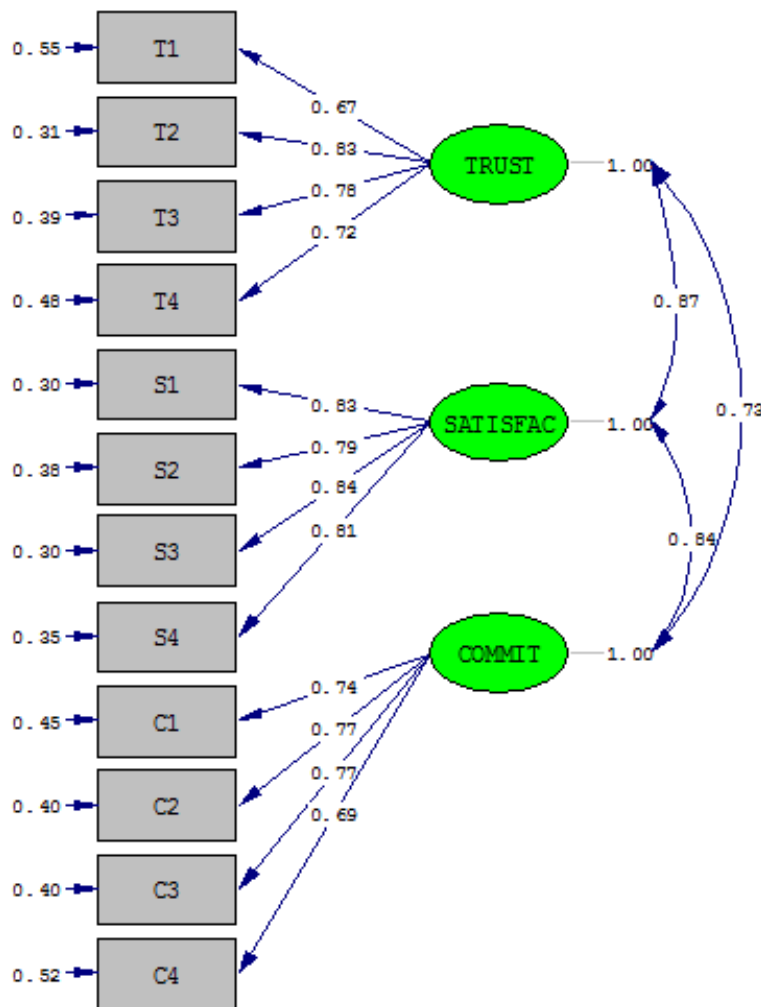 0.55 T1
0.67
0.31 T2
0.83
TRUST 1.00
0.78
0.39 T3
0.72
0.48 T4
0.87
0.30 S1
0.83
0.73
SATISFAC 1.00
0.79
0.38 S2
0.84
0.81
0.30 S3
0.84
0.35 S4
COMMIT 1.00
0.74
0.45 C1
0.77
0.77
0.40 C2
0.69
0.40 C3
0.52 C4